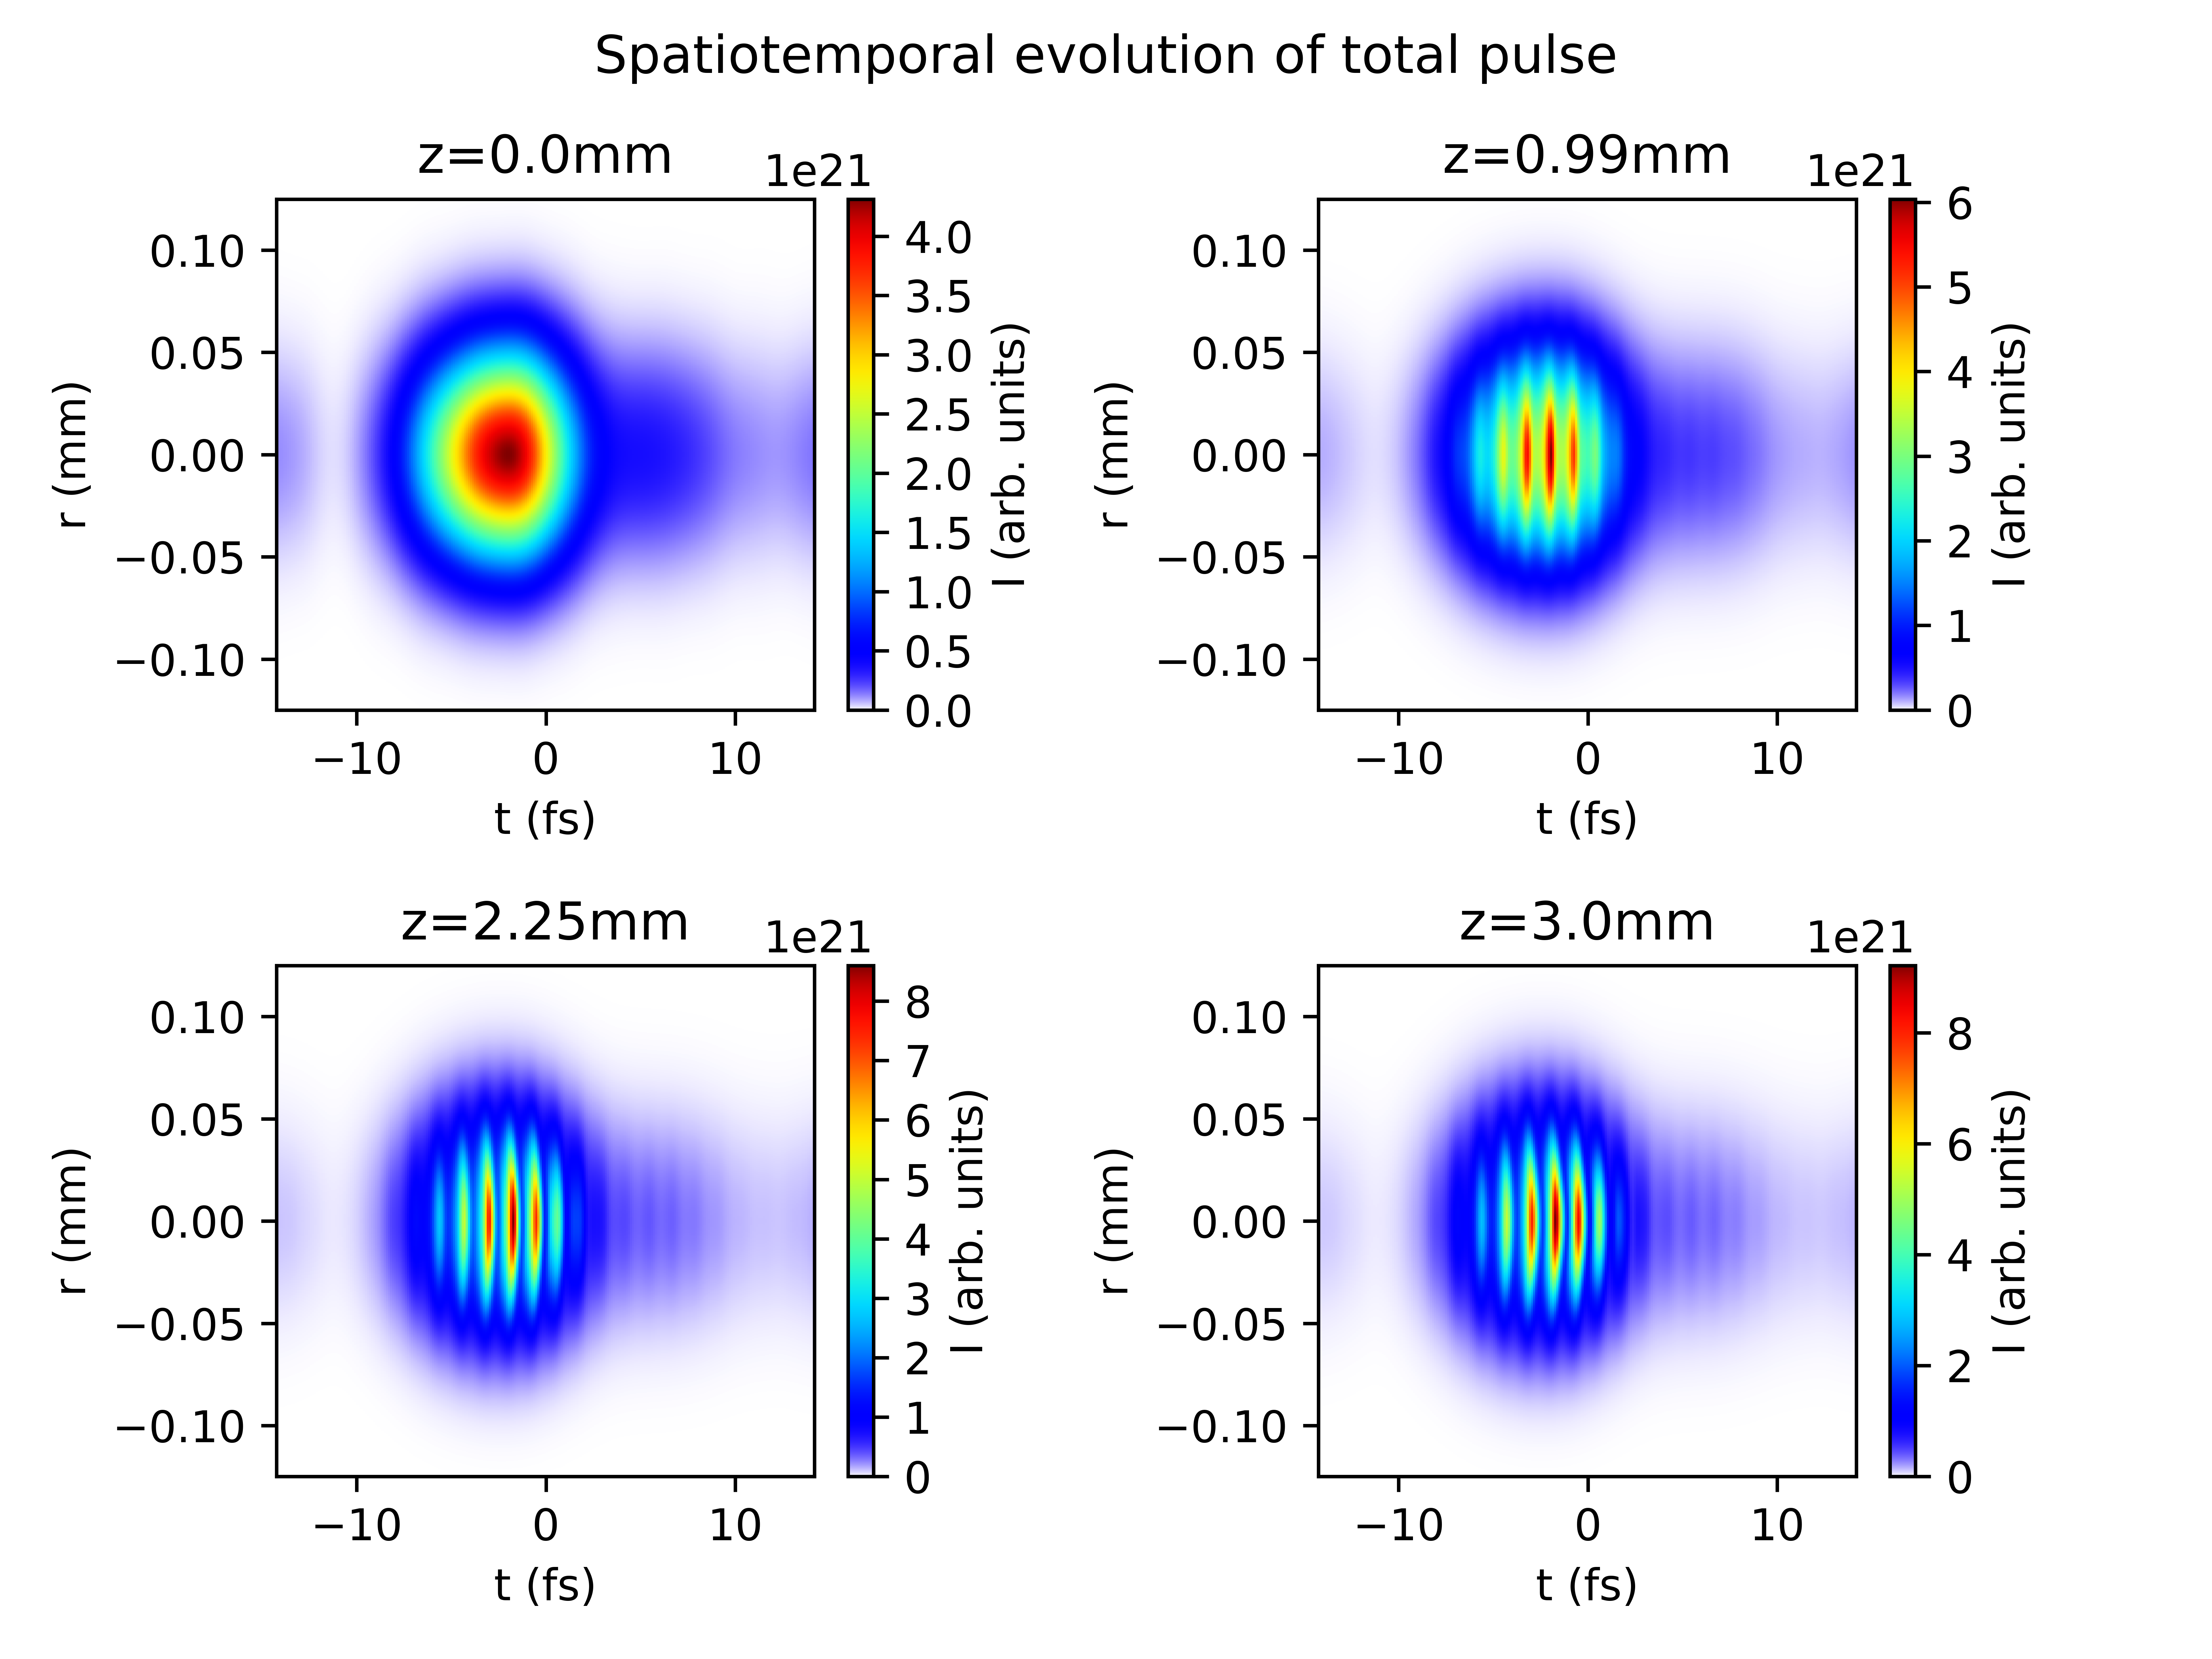 Spatiotemporal evolution of total pulse
z=0.0mm
1e21
0.10
0.05
0.00
−0.05
−0.10
r (mm)
−10 0 10
t (fs)
4.0
3.5
3.0
2.5
2.0
1.5
1.0
0.5
0.0
I (arb. units)
z=0.99mm
1e21
0.10
0.05
0.00
−0.05
−0.10
r (mm)
−10 0 10
t (fs)
6
5
4
3
2
1
0
I (arb. units)
z=2.25mm
1e21
0.10
0.05
0.00
−0.05
−0.10
r (mm)
−10 0 10
t (fs)
8
7
6
5
4
3
2
1
0
I (arb. units)
z=3.0mm
1e21
0.10
0.05
0.00
−0.05
−0.10
r (mm)
−10 0 10
t (fs)
8
6
4
2
0
I (arb. units)